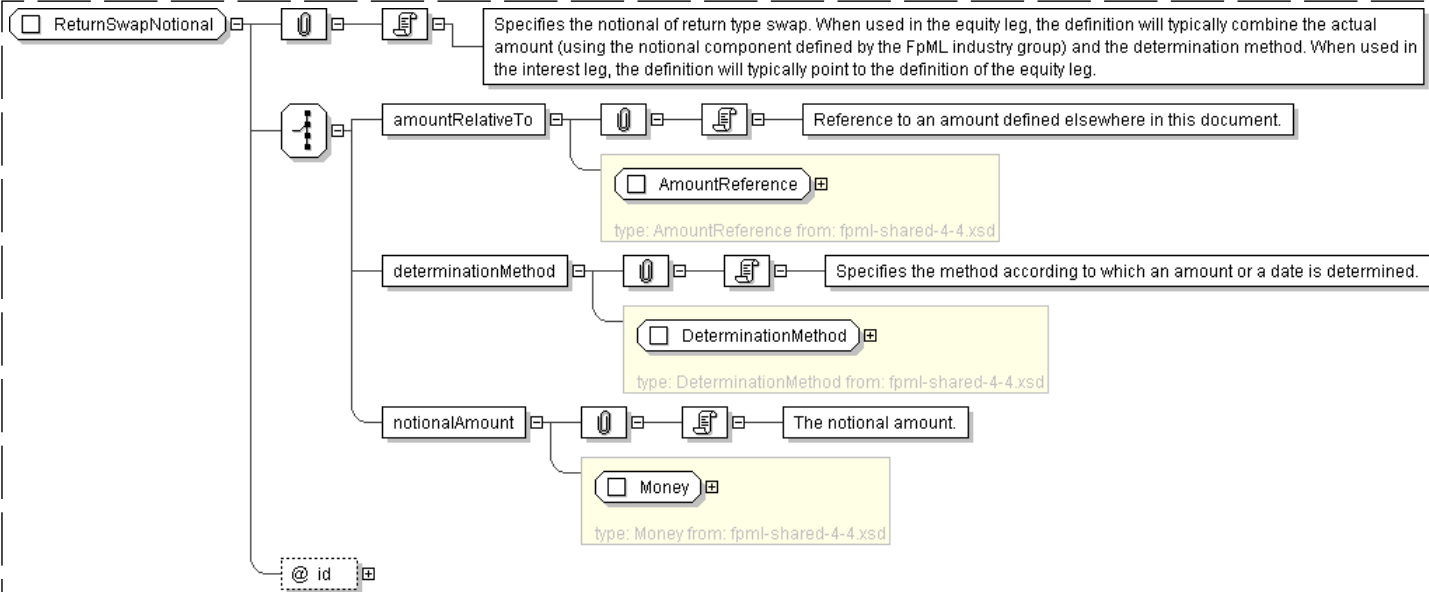 ReturnSwapNotional
Specifies the notional of return type swap. When used in the equity leg, the definition will typically combine the actual
amount (using the notional component defined by the FpML industry group) and the determination method. When used in
the interest leg, the definition will typically point to the definition of the equity leg.
amountRelativeTo
Reference to an amount defined elsewhere in this document.
AmountReference
type: AmountReference from: fpml-shared-4-4.xsd
determinationMethod
Specifies the method according to which an amount or a date is determined.
DeterminationMethod
type: DeterminationMethod from: fpml-shared-4-4.xsd
notionalAmount
The notional amount.
Money
type: Money from: fpml-shared-4-4.xsd
@ id